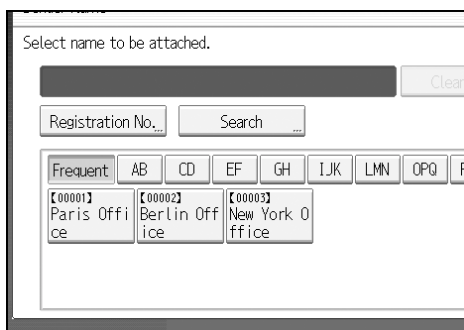 Select name to be attached.
Clear
Registration No.
Search
Frequent AB CD EF GH IJK LMN OPQ
【00001】 【00002】 【00003】
Paris Offi Berlin Off New York O
ce ice ffice